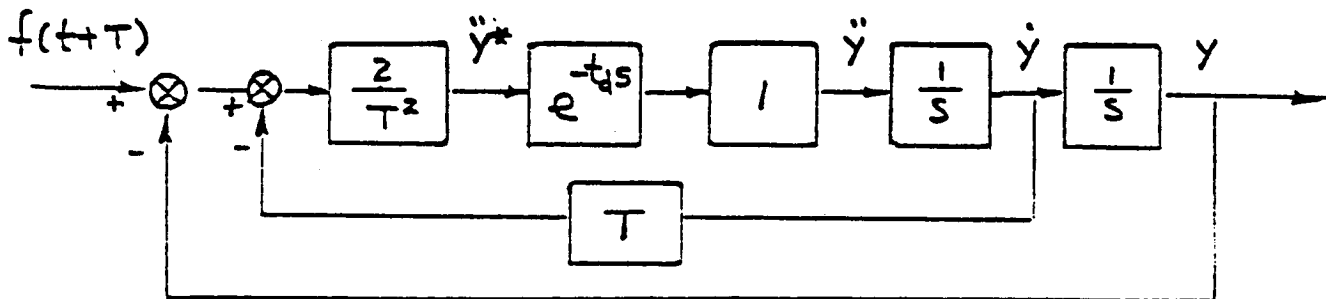 f(t+T)
+
-
+
-
2
T²
ÿ*
e^{-t_d s}
1
ÿ
1
s
ẏ
1
s
y
T